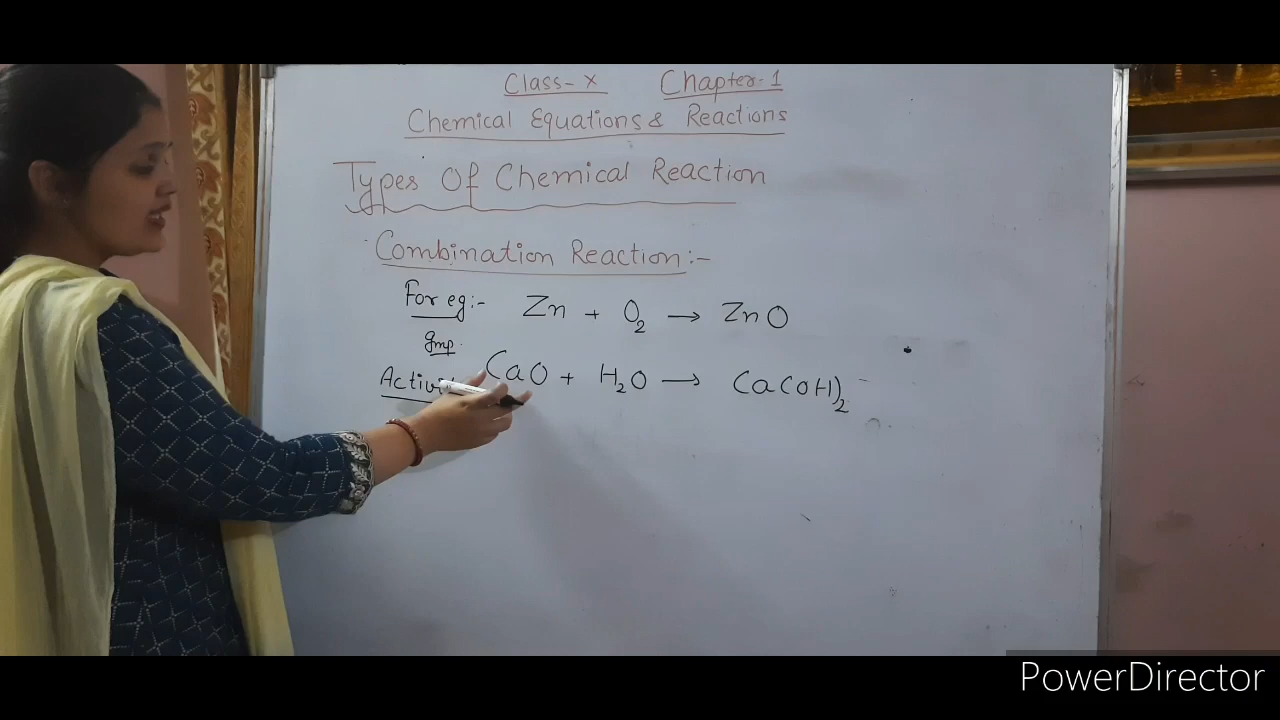 Class-X Chapter-1
Chemical Equations & Reactions
Types Of Chemical Reaction
Combination Reaction:-
For eg:- Zn + O₂ → ZnO
Imp.
CaO + H₂O → Ca(OH)₂
PowerDirector